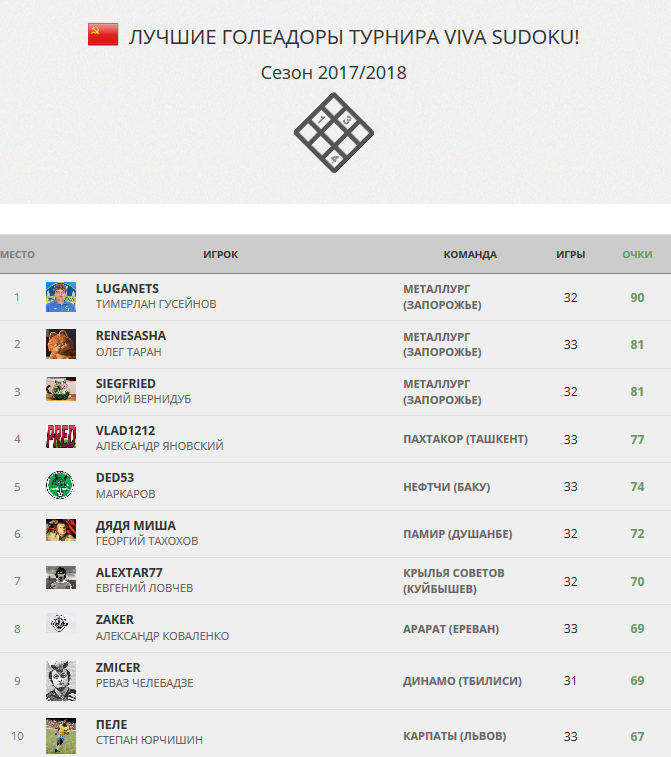 ЛУЧШИЕ ГОЛЕАДОРЫ ТУРНИРА VIVA SUDOKU!
Сезон 2017/2018
1 3
4
МЕСТО ИГРОК КОМАНДА ИГРЫ ОЧКИ
1 LUGANETS ТИМЕРЛАН ГУСЕЙНОВ МЕТАЛЛУРГ (ЗАПОРОЖЬЕ) 32 90
2 RENESASHA ОЛЕГ ТАРАН МЕТАЛЛУРГ (ЗАПОРОЖЬЕ) 33 81
3 SIEGFRIED ЮРИЙ ВЕРНИДУБ МЕТАЛЛУРГ (ЗАПОРОЖЬЕ) 32 81
4 PRED VLAD1212 АЛЕКСАНДР ЯНОВСКИЙ ПАХТАКОР (ТАШКЕНТ) 33 77
5 DED53 МАРКАРОВ НЕФТЧИ (БАКУ) 33 74
6 ДЯДЯ МИША ГЕОРГИЙ ТАХОХОВ ПАМИР (ДУШАНБЕ) 32 72
7 ALEXTAR77 ЕВГЕНИЙ ЛОВЧЕВ КРЫЛЬЯ СОВЕТОВ (КУЙБЫШЕВ) 32 70
8 ZAKER АЛЕКСАНДР КОВАЛЕНКО АРАРАТ (ЕРЕВАН) 33 69
9 ZMICER РЕВАЗ ЧЕЛЕБАДЗЕ ДИНАМО (ТБИЛИСИ) 31 69
10 ПЕЛЕ СТЕПАН ЮРЧИШИН КАРПАТЫ (ЛЬВОВ) 33 67